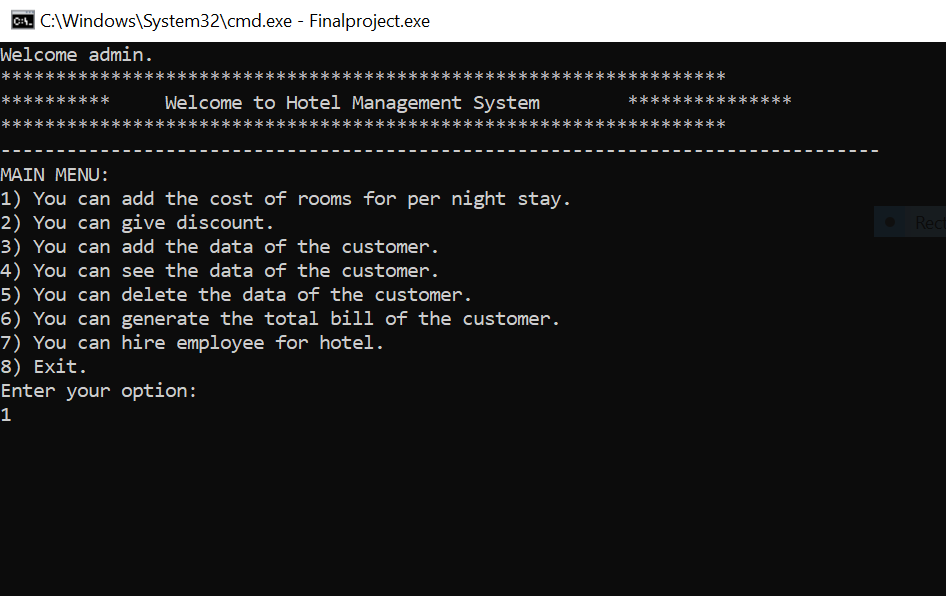 C:\Windows\System32\cmd.exe - Finalproject.exe
Welcome admin.
******************************************************************
**********     Welcome to Hotel Management System        ***************
******************************************************************
--------------------------------------------------------------------------------
MAIN MENU:
1) You can add the cost of rooms for per night stay.
2) You can give discount.
3) You can add the data of the customer.
4) You can see the data of the customer.
5) You can delete the data of the customer.
6) You can generate the total bill of the customer.
7) You can hire employee for hotel.
8) Exit.
Enter your option:
1